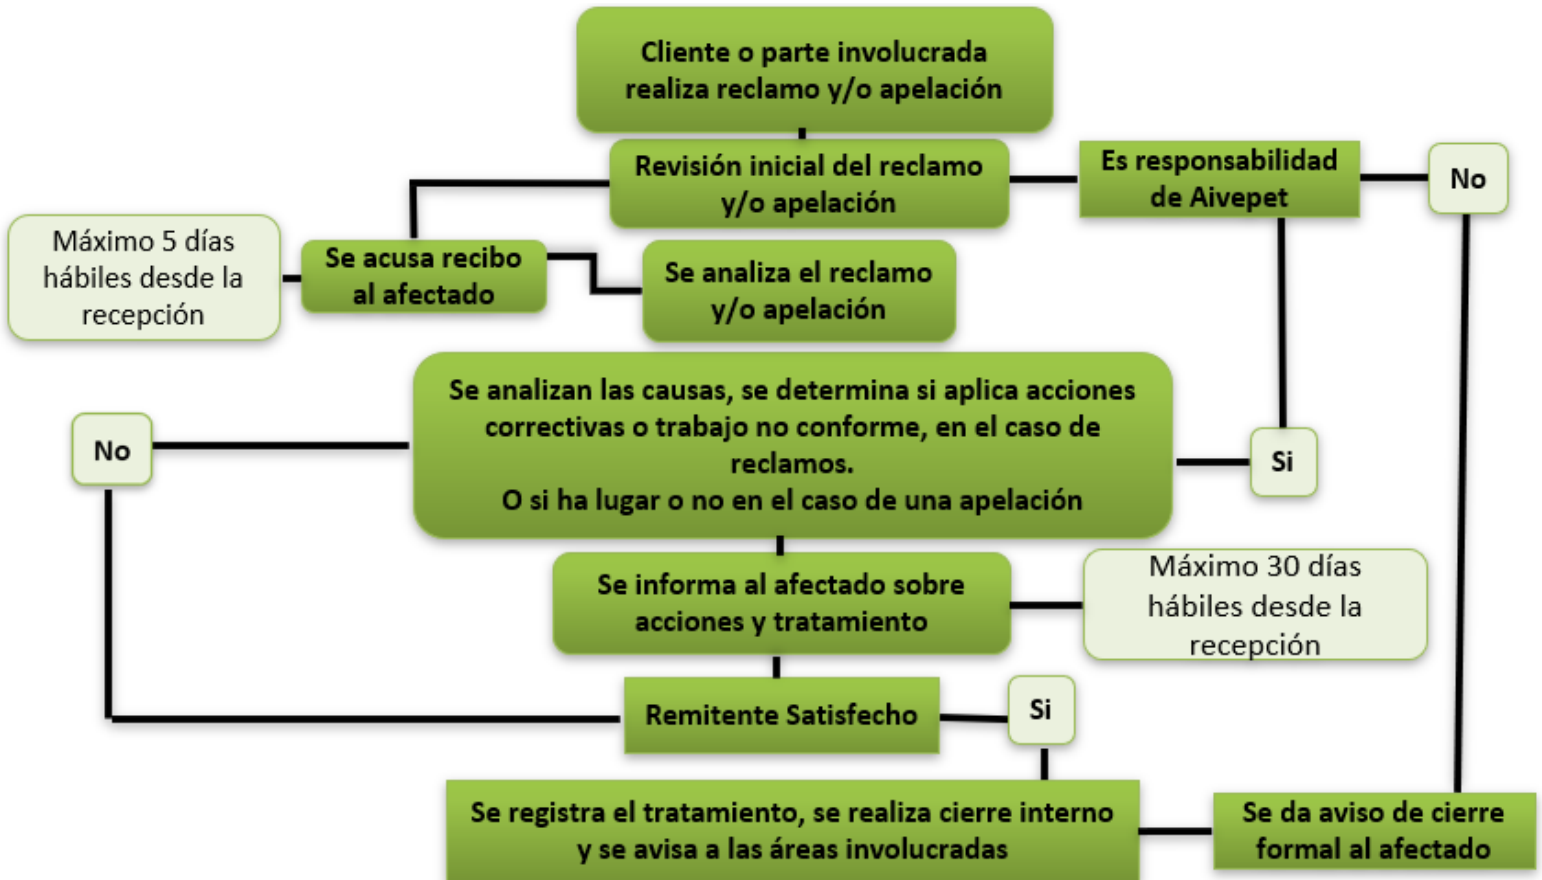 Cliente o parte involucrada
realiza reclamo y/o apelación
Revisión inicial del reclamo
y/o apelación
Es responsabilidad
de Aivepet
No
Máximo 5 días
hábiles desde la
recepción
Se acusa recibo
al afectado
Se analiza el reclamo
y/o apelación
Se analizan las causas, se determina si aplica acciones
correctivas o trabajo no conforme, en el caso de
reclamos.
O si ha lugar o no en el caso de una apelación
No
Si
Se informa al afectado sobre
acciones y tratamiento
Máximo 30 días
hábiles desde la
recepción
Remitente Satisfecho
Si
Se registra el tratamiento, se realiza cierre interno
y se avisa a las áreas involucradas
Se da aviso de cierre
formal al afectado